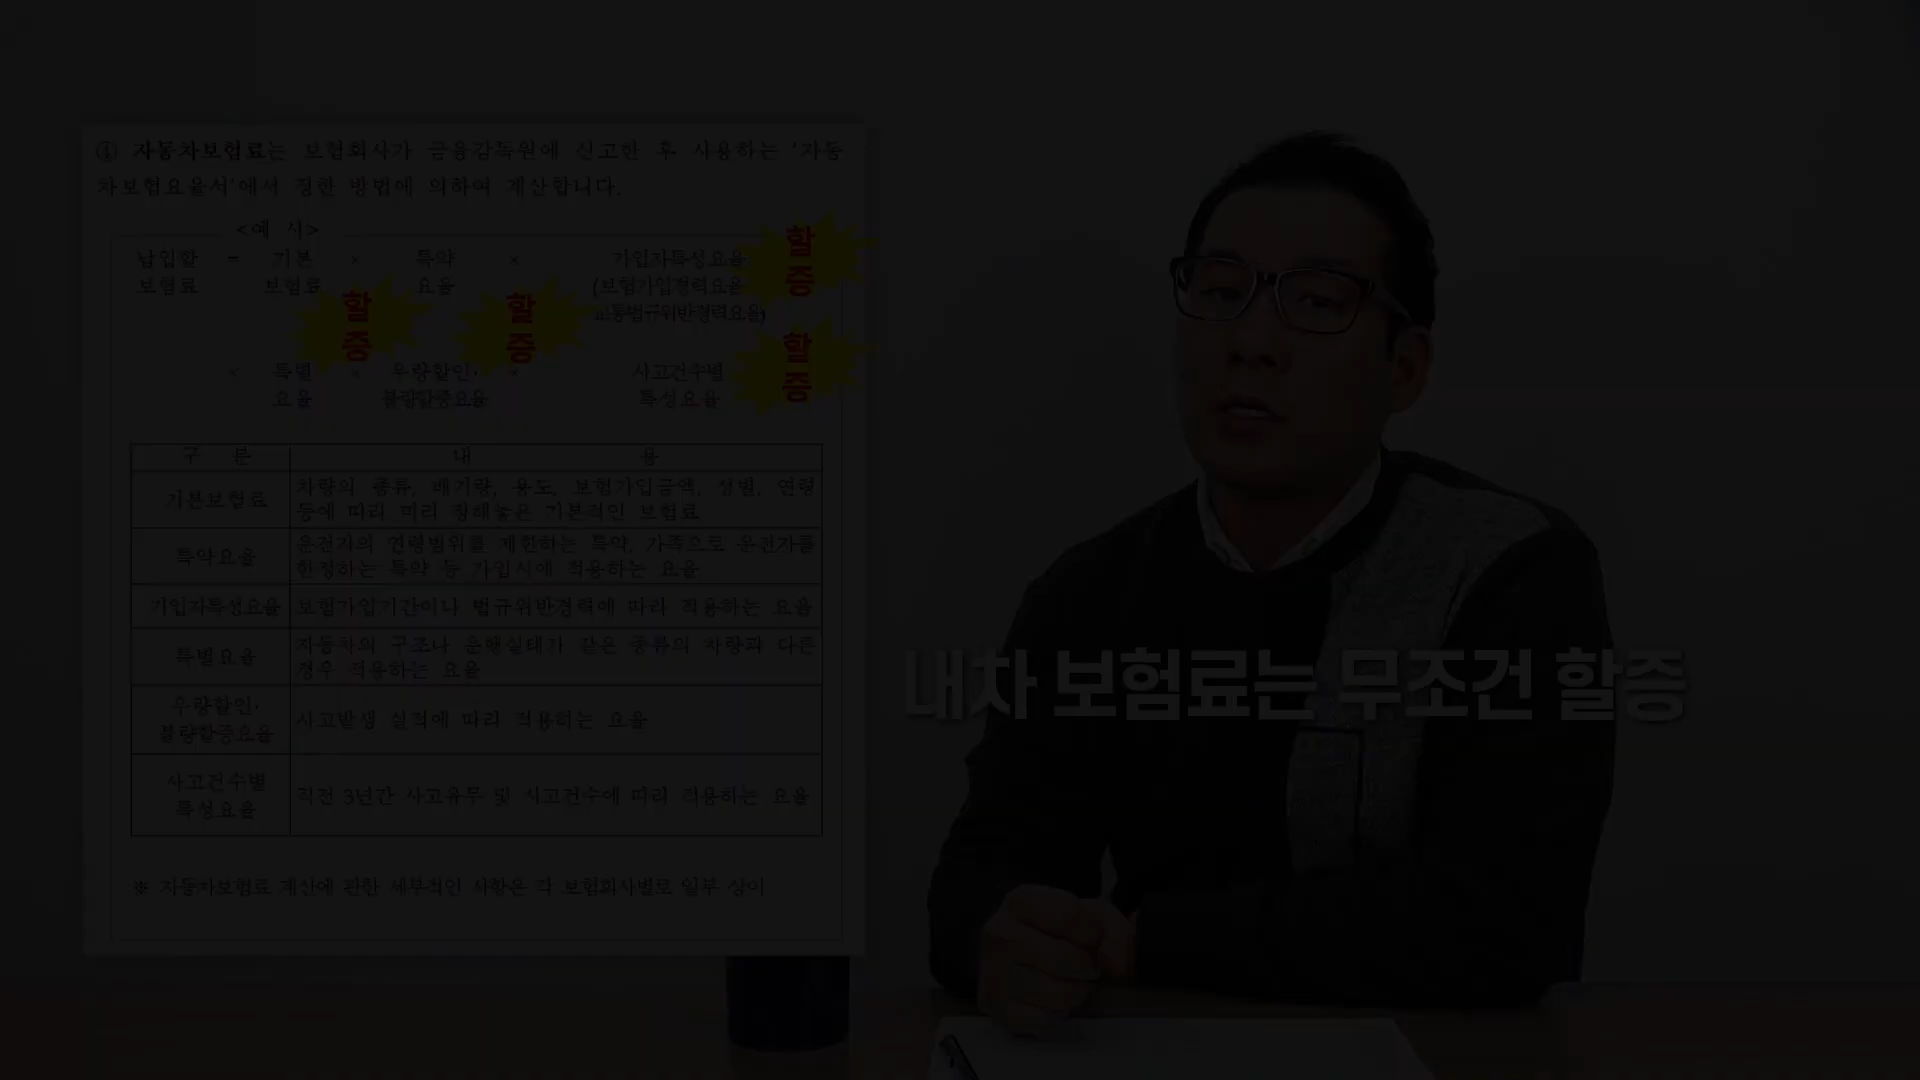 ④ 자동차보험료는 보험회사가 금융감독원에 신고한 후 사용하는 '자동
차보험요율서'에서 정한 방법에 의하여 계산합니다.
<예 시>
납입할 = 기본 × 특약 × 가입자특성요율
보험료 보험료 요율 (보험가입경력요율
교통법규위반경력요율)
할증
할증
할증
할증
× 특별 × 우량할인· × 사고건수별
요율 불량할증요율 특성요율
구 분 내 용
기본보험료 차량의 종류, 배기량, 용도, 보험가입금액, 성별, 연령
등에 따라 미리 정해놓은 기본적인 보험료
특약요율 운전자의 연령범위를 제한하는 특약, 가족으로 운전자를
한정하는 특약 등 가입시에 적용하는 요율
가입자특성요율 보험가입기간이나 법규위반경력에 따라 적용하는 요율
특별요율 자동차의 구조나 운행실태가 같은 종류의 차량과 다른
경우 적용하는 요율
우량할인·
불량할증요율 사고발생 실적에 따라 적용하는 요율
사고건수별
특성요율 직전 3년간 사고유무 및 사고건수에 따라 적용하는 요율
※ 자동차보험료 계산에 관한 세부적인 사항은 각 보험회사별로 일부 상이
내차 보험료는 무조건 할증